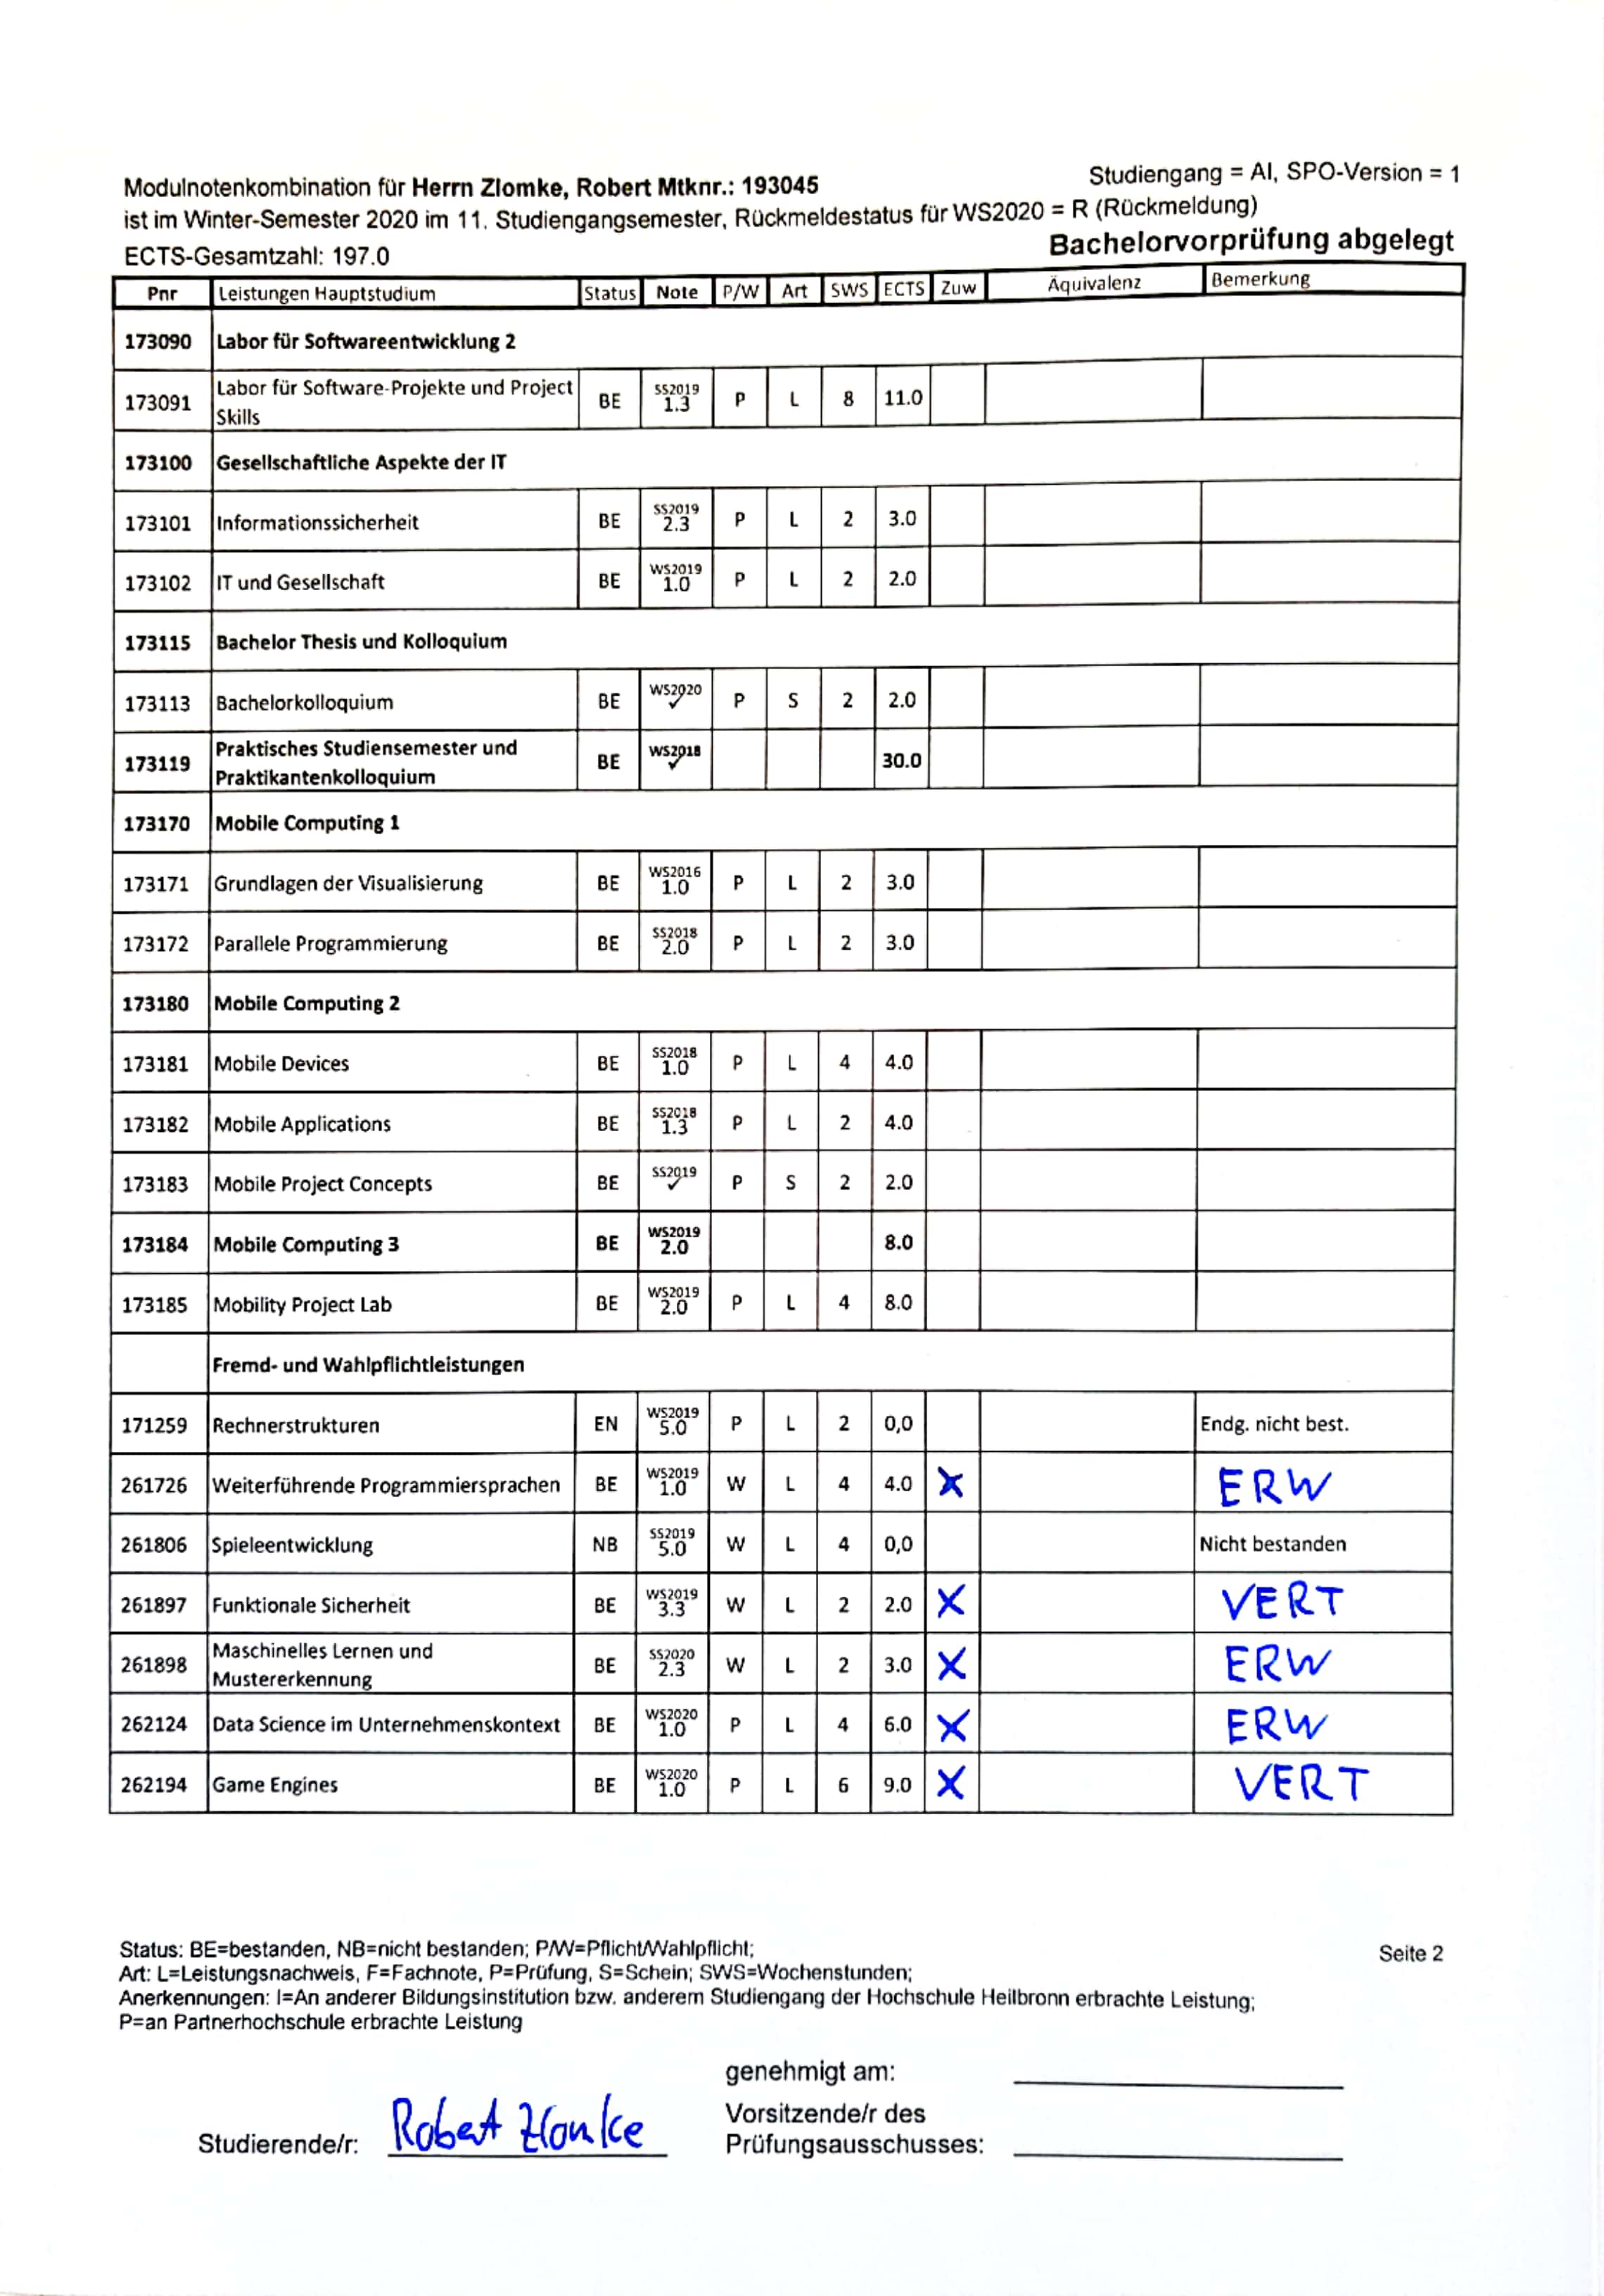 Modulnotenkombination für Herrn Zlomke, Robert Mtknr.: 193045 Studiengang = AI, SPO-Version = 1
ist im Winter-Semester 2020 im 11. Studiengangsemester, Rückmeldestatus für WS2020 = R (Rückmeldung)
ECTS-Gesamtzahl: 197.0 Bachelorvorprüfung abgelegt
Pnr Leistungen Hauptstudium Status Note P/W Art SWS ECTS Zuw Äquivalenz Bemerkung
173090 Labor für Softwareentwicklung 2
173091 Labor für Software-Projekte und Project Skills BE SS2019 1.3 P L 8 11.0
173100 Gesellschaftliche Aspekte der IT
173101 Informationssicherheit BE SS2019 2.3 P L 2 3.0
173102 IT und Gesellschaft BE WS2019 1.0 P L 2 2.0
173115 Bachelor Thesis und Kolloquium
173113 Bachelorkolloquium BE WS2020 ✓ P S 2 2.0
173119 Praktisches Studiensemester und Praktikantenkolloquium BE WS2018 ✓ 30.0
173170 Mobile Computing 1
173171 Grundlagen der Visualisierung BE WS2016 1.0 P L 2 3.0
173172 Parallele Programmierung BE SS2018 2.0 P L 2 3.0
173180 Mobile Computing 2
173181 Mobile Devices BE SS2018 1.0 P L 4 4.0
173182 Mobile Applications BE SS2018 1.3 P L 2 4.0
173183 Mobile Project Concepts BE SS2019 ✓ P S 2 2.0
173184 Mobile Computing 3 BE WS2019 2.0 8.0
173185 Mobility Project Lab BE WS2019 2.0 P L 4 8.0
Fremd- und Wahlpflichtleistungen
171259 Rechnerstrukturen EN WS2019 5.0 P L 2 0,0 Endg. nicht best.
261726 Weiterführende Programmiersprachen BE WS2019 1.0 W L 4 4.0 X ERW
261806 Spieleentwicklung NB SS2019 5.0 W L 4 0,0 Nicht bestanden
261897 Funktionale Sicherheit BE WS2019 3.3 W L 2 2.0 X VERT
261898 Maschinelles Lernen und Mustererkennung BE SS2020 2.3 W L 2 3.0 X ERW
262124 Data Science im Unternehmenskontext BE WS2020 1.0 P L 4 6.0 X ERW
262194 Game Engines BE WS2020 1.0 P L 6 9.0 X VERT
Status: BE=bestanden, NB=nicht bestanden; P/W=Pflicht/Wahlpflicht; Seite 2
Art: L=Leistungsnachweis, F=Fachnote, P=Prüfung, S=Schein; SWS=Wochenstunden;
Anerkennungen: I=An anderer Bildungsinstitution bzw. anderem Studiengang der Hochschule Heilbronn erbrachte Leistung;
P=an Partnerhochschule erbrachte Leistung
genehmigt am:
Studierende/r: Robert Zlomke Vorsitzende/r des
Prüfungsausschusses: